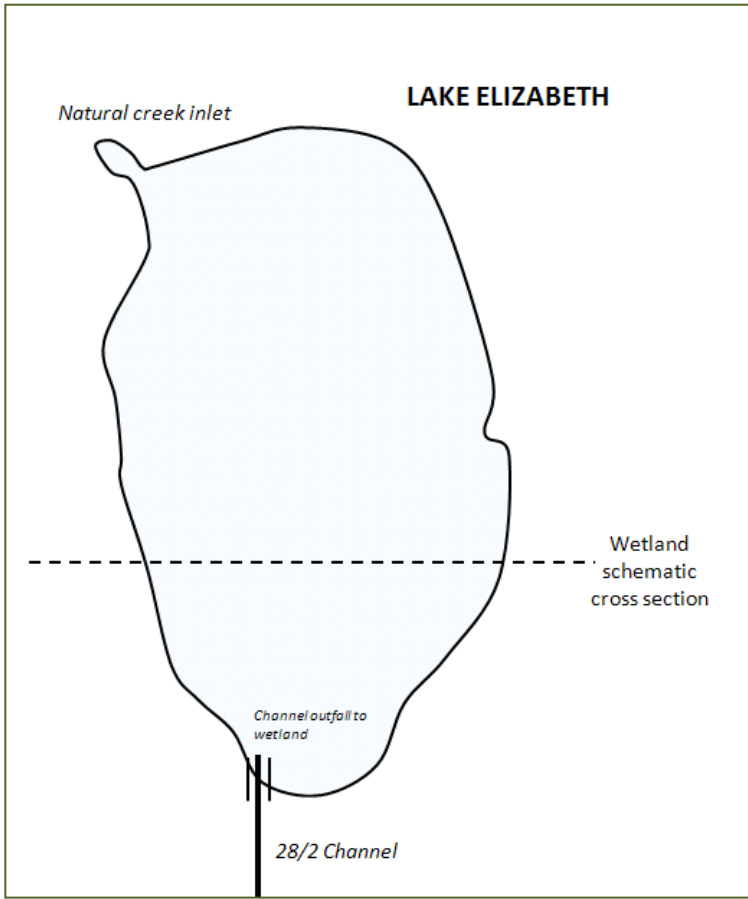 LAKE ELIZABETH
Natural creek inlet
Wetland
schematic
cross section
Channel outfall to
wetland
28/2 Channel